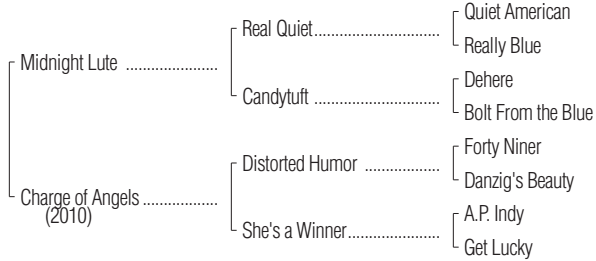 Quiet American
Real Quiet
Really Blue
Midnight Lute
Dehere
Candytuft
Bolt From the Blue
Forty Niner
Distorted Humor
Danzig's Beauty
Charge of Angels
(2010)
A.P. Indy
She's a Winner
Get Lucky